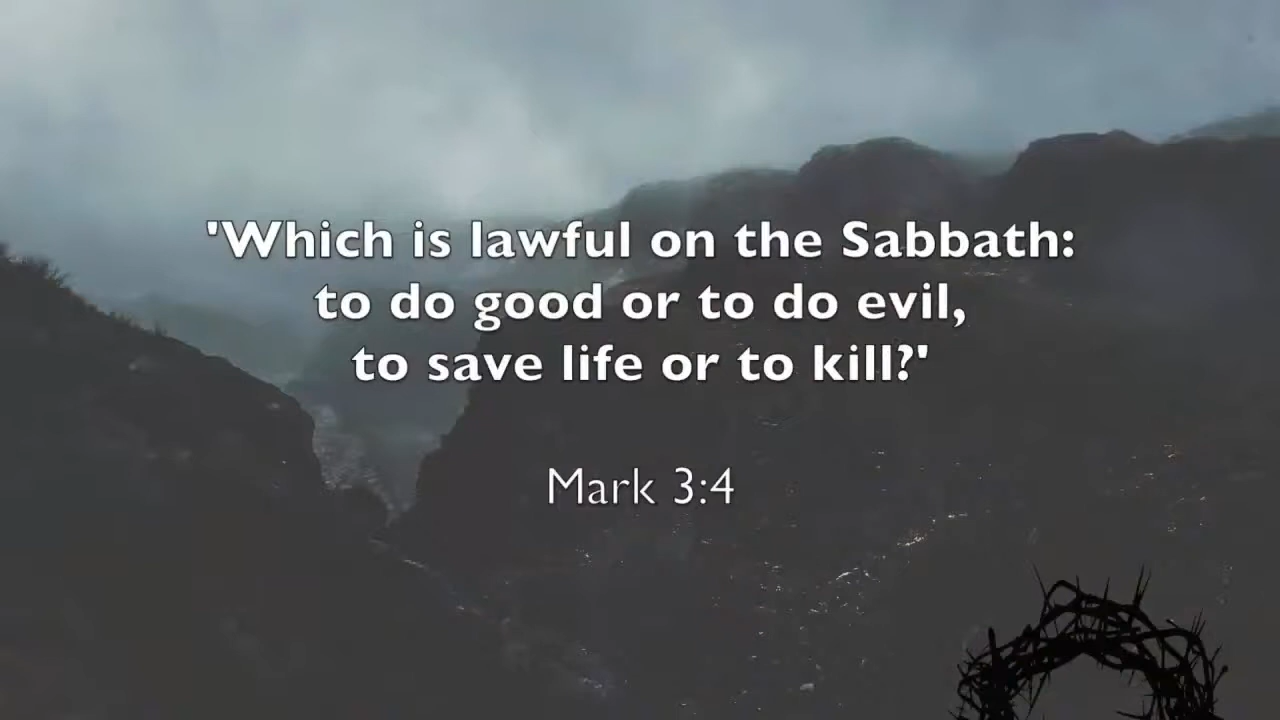 'Which is lawful on the Sabbath:
to do good or to do evil,
to save life or to kill?'
Mark 3:4